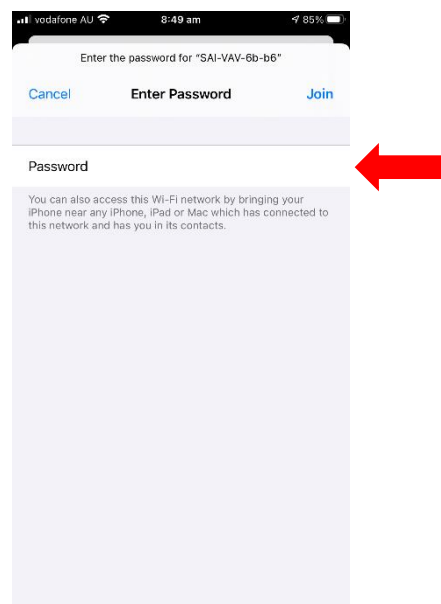 vodafone AU 8:49 am 85%
Enter the password for "SAI-VAV-6b-b6"
Cancel Enter Password Join
Password
You can also access this Wi-Fi network by bringing your
iPhone near any iPhone, iPad or Mac which has connected to
this network and has you in its contacts.